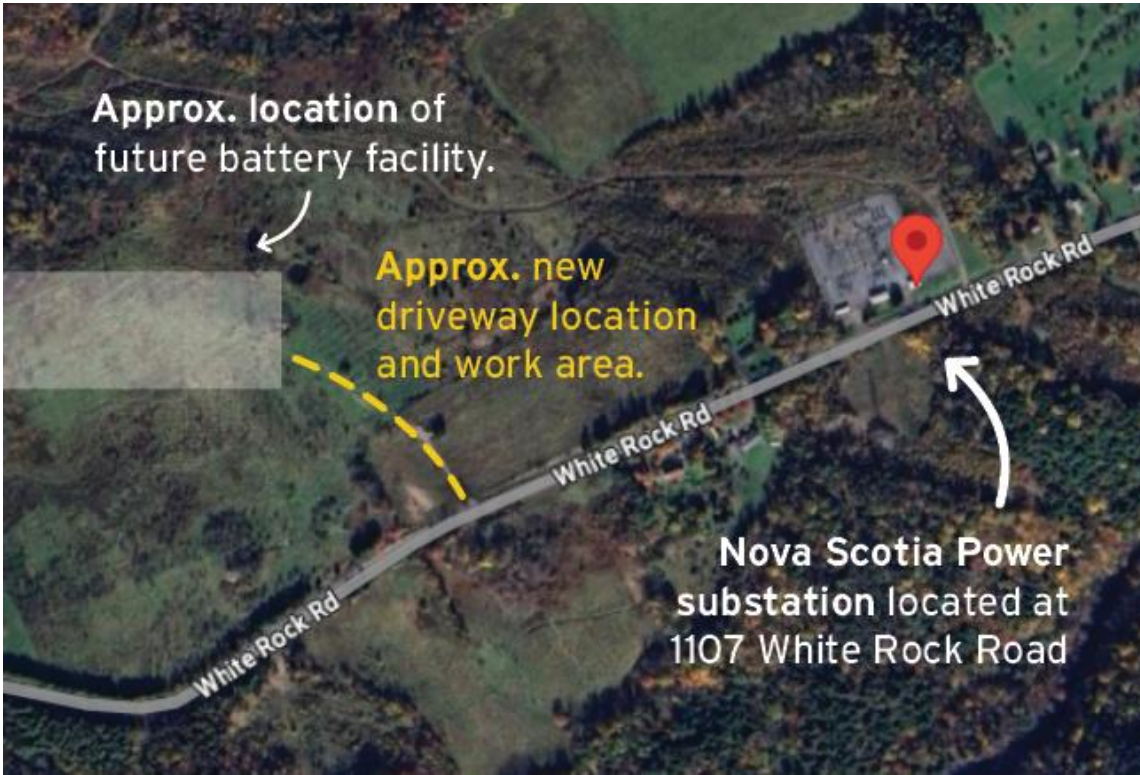 Approx. location of
future battery facility.
Approx. new
driveway location
and work area.
White Rock Rd
White Rock Rd
White Rock Rd
Nova Scotia Power
substation located at
1107 White Rock Road